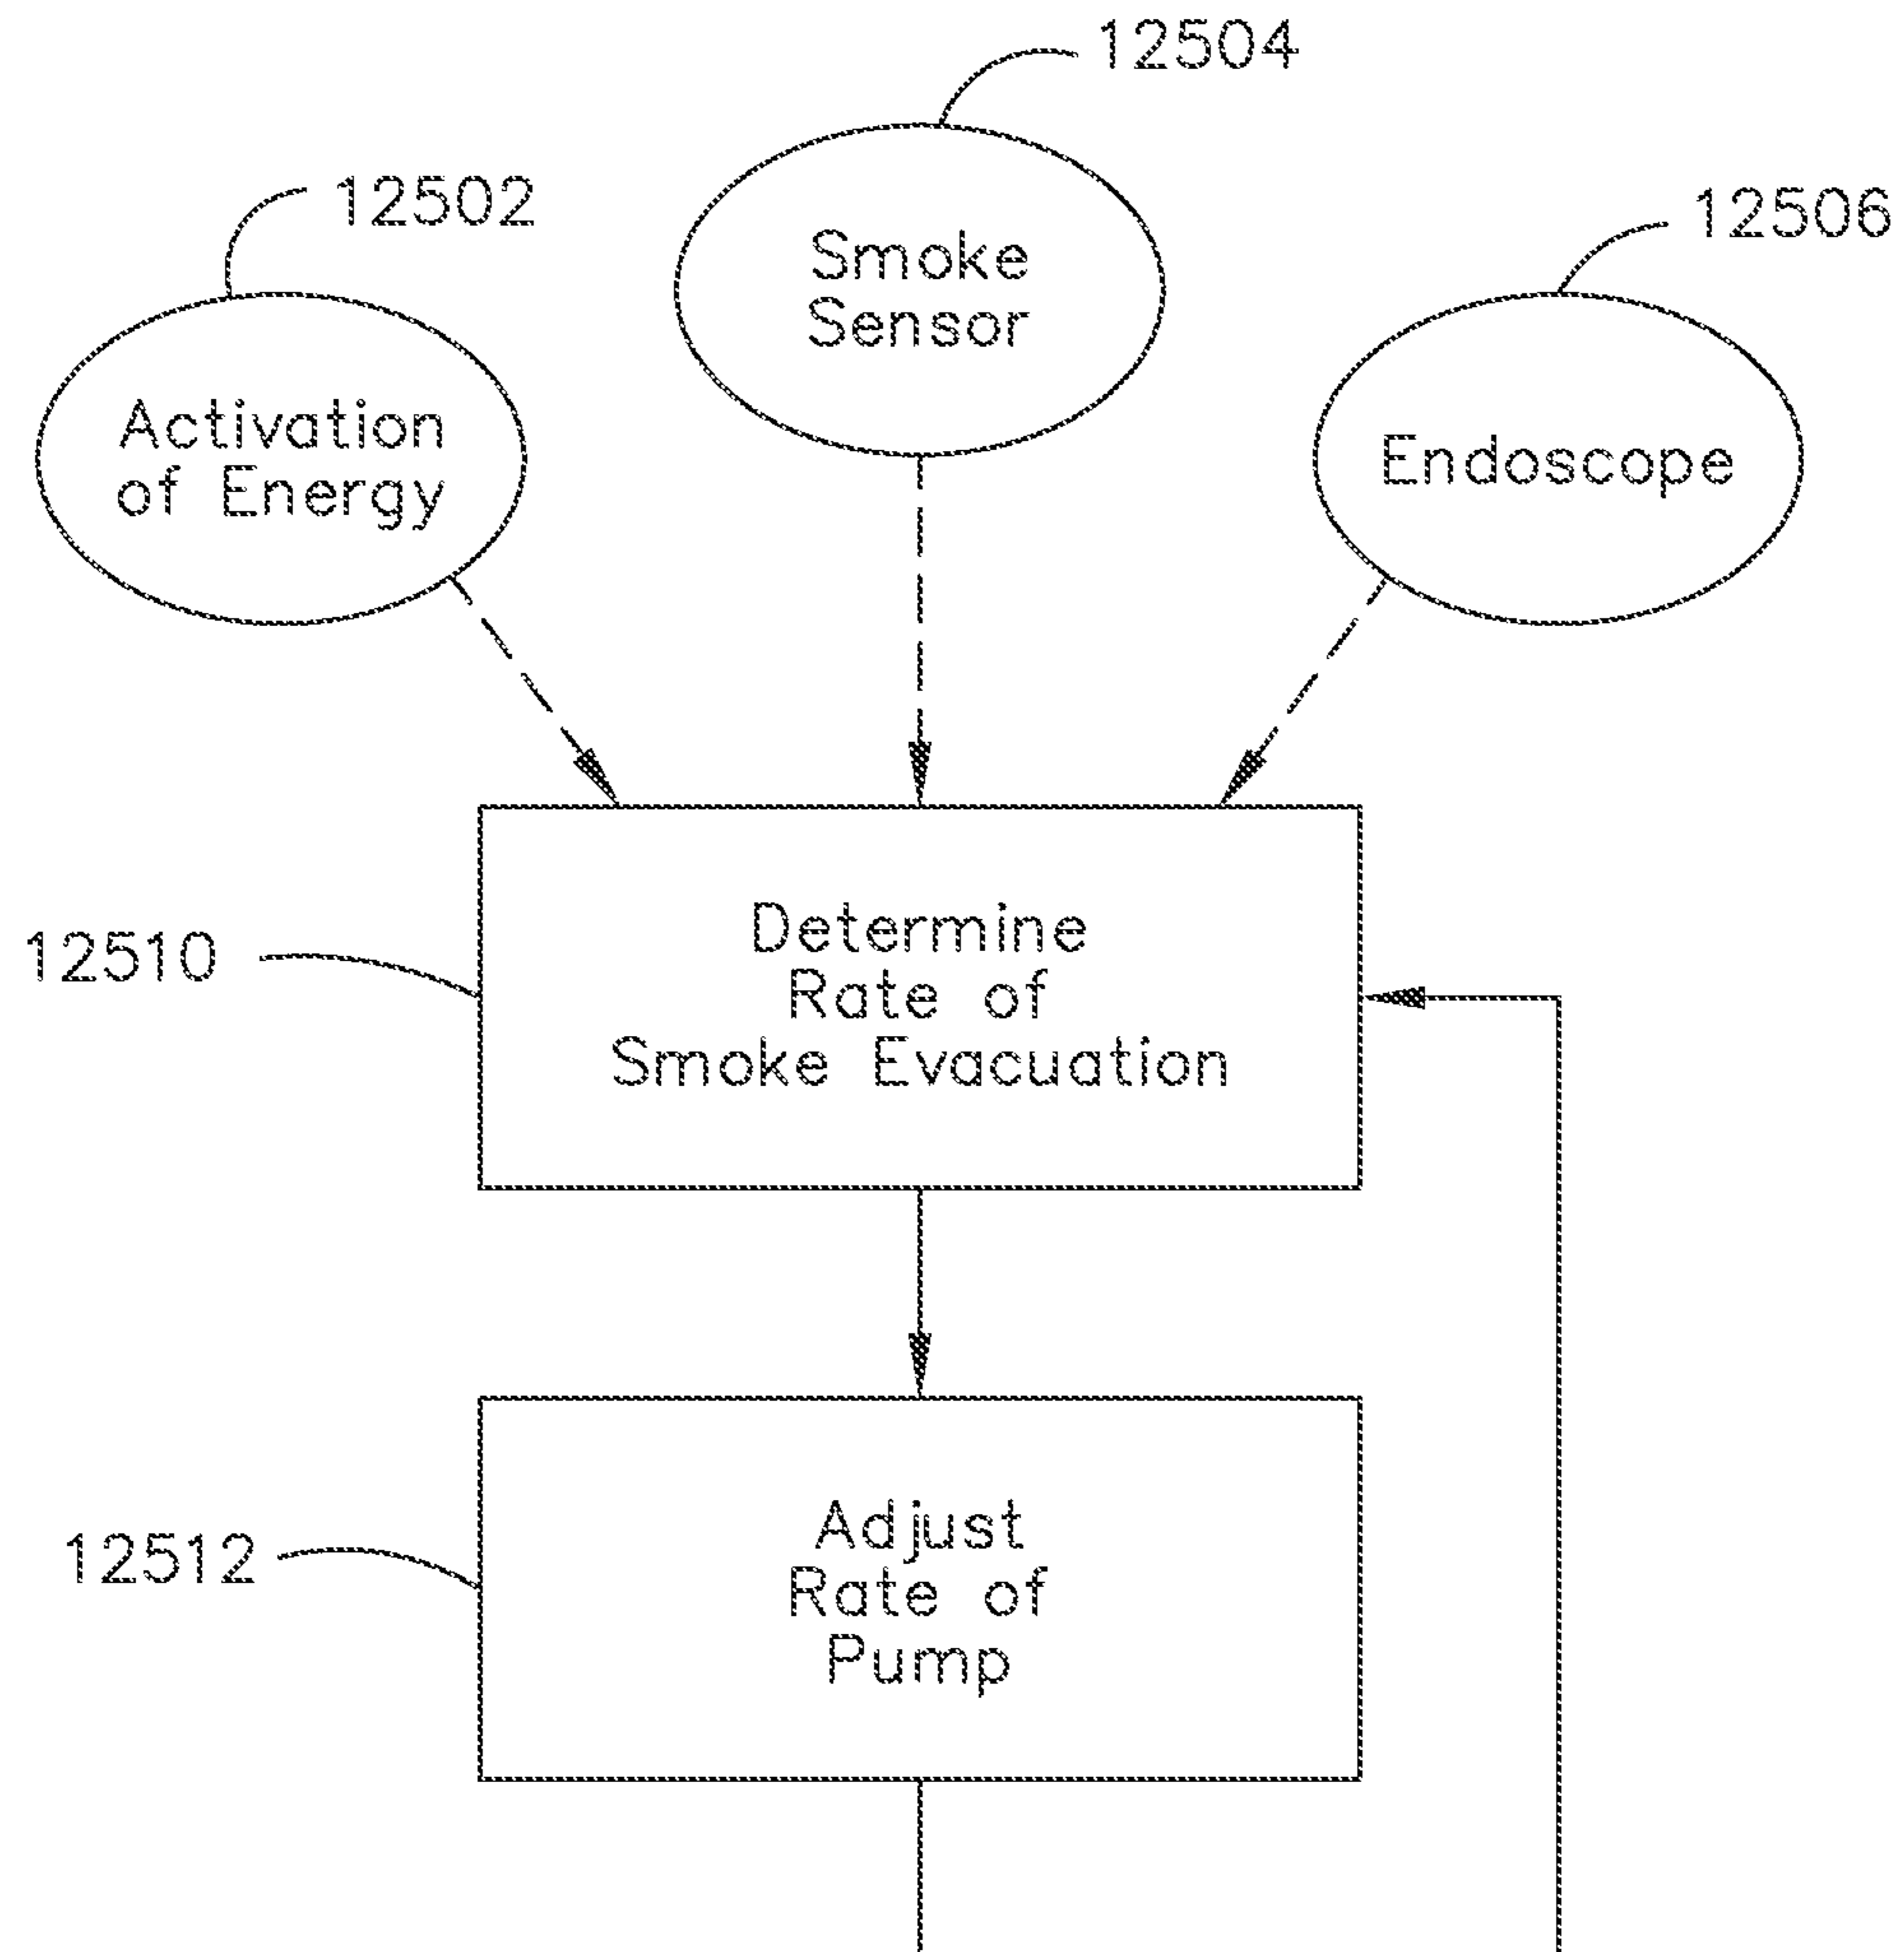 12504
12502
12506
Smoke
Sensor
Activation
of Energy
Endoscope
12510
Determine
Rate of
Smoke Evacuation
12512
Adjust
Rate of
Pump